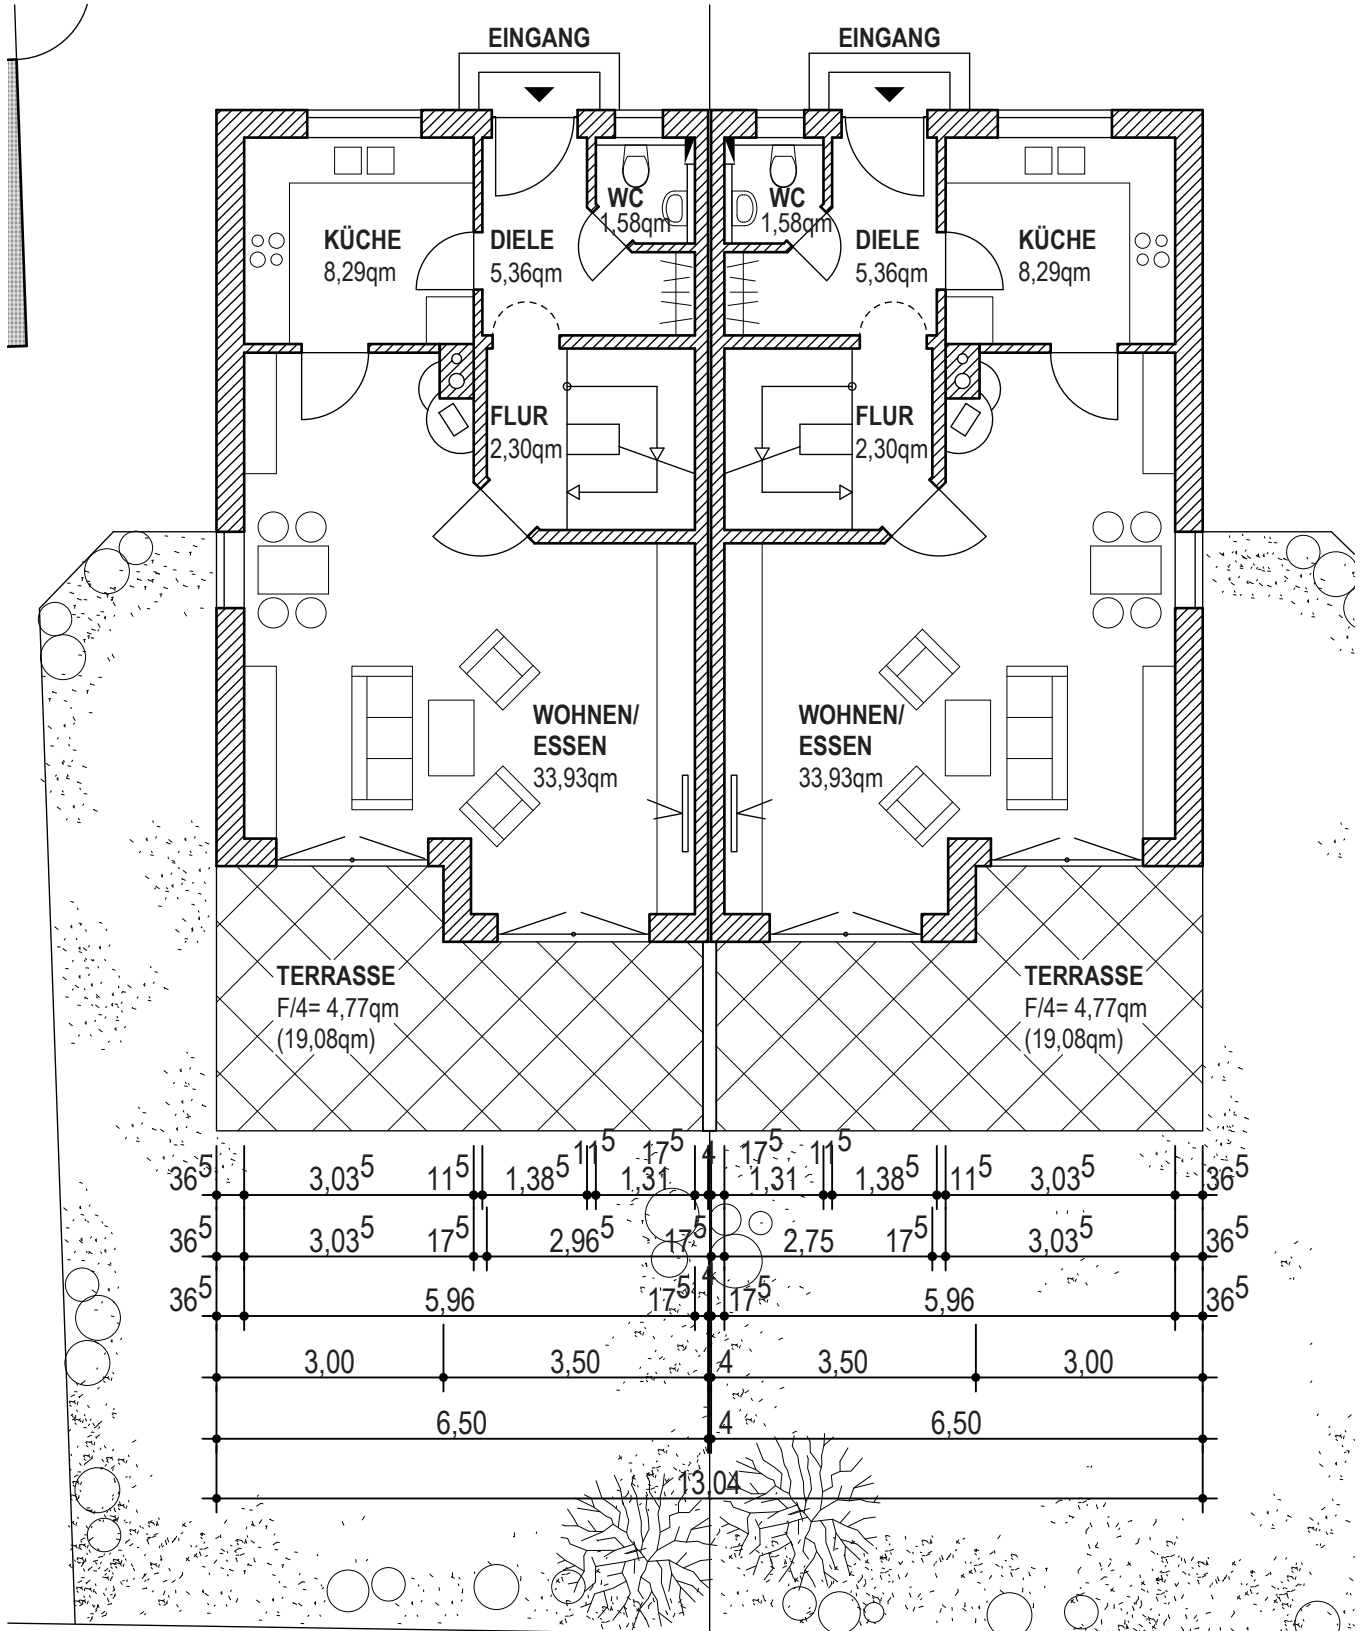 EINGANG EINGANG
WC WC
1,58qm 1,58qm
KÜCHE DIELE DIELE KÜCHE
8,29qm 5,36qm 5,36qm 8,29qm
FLUR FLUR
2,30qm 2,30qm
WOHNEN/ WOHNEN/
ESSEN ESSEN
33,93qm 33,93qm
TERRASSE TERRASSE
F/4= 4,77qm F/4= 4,77qm
(19,08qm) (19,08qm)
36⁵ 3,03⁵ 11⁵ 1,38⁵ 11⁵ 1,31 17⁵ 4 17⁵ 1,31 11⁵ 1,38⁵ 11⁵ 3,03⁵ 36⁵
36⁵ 3,03⁵ 17⁵ 2,96⁵ 17⁵ 2,75 17⁵ 3,03⁵ 36⁵
36⁵ 5,96 17⁵ 4 17⁵ 5,96 36⁵
3,00 3,50 4 3,50 3,00
6,50 4 6,50
13,04